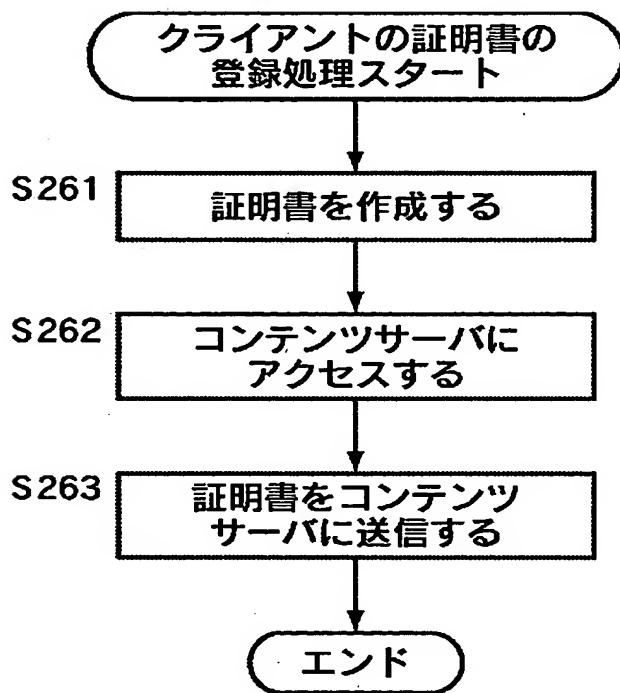 クライアントの証明書の
登録処理スタート
S261
証明書を作成する
S262
コンテンツサーバに
アクセスする
S263
証明書をコンテンツ
サーバに送信する
エンド